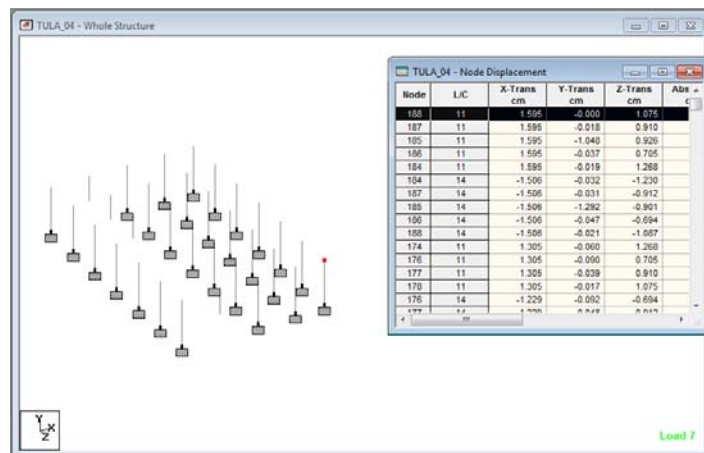 TULA_04 - Whole Structure
TULA_04 - Node Displacement
Node L/C X-Trans cm Y-Trans cm Z-Trans cm Abs
188 11 1.595 -0.000 1.075
187 11 1.595 -0.018 0.910
185 11 1.595 -1.048 0.926
186 11 1.595 -0.037 0.705
184 11 1.595 -0.019 1.268
184 14 -1.506 -0.032 -1.230
187 14 -1.506 -0.031 -0.912
185 14 -1.506 -1.292 -0.901
186 14 -1.506 -0.047 -0.694
188 14 -1.506 -0.021 -1.087
174 11 1.305 -0.060 1.268
176 11 1.305 -0.090 0.705
177 11 1.305 -0.039 0.910
178 11 1.305 -0.017 1.075
176 14 -1.229 -0.092 -0.694
Y
X
Z
Load 7